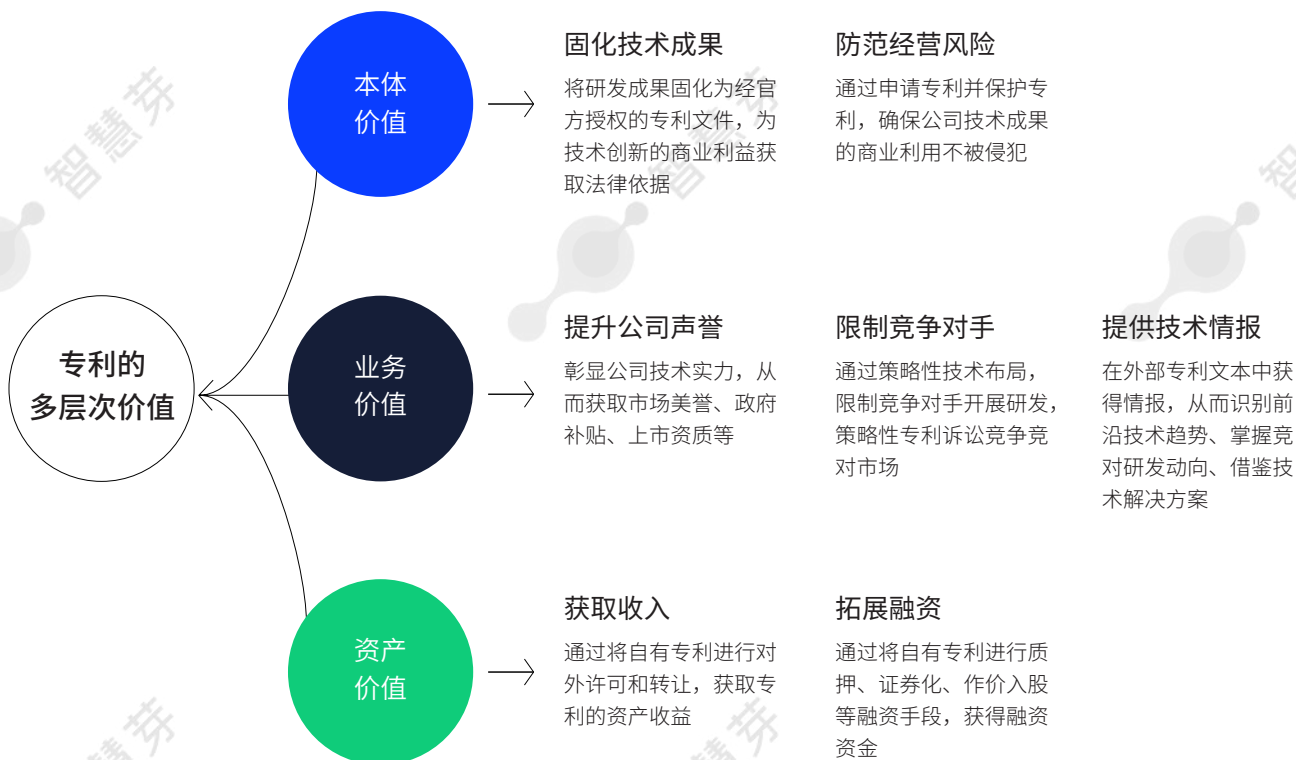 专利的
多层次价值
本体
价值
固化技术成果
将研发成果固化为经官
方授权的专利文件，为
技术创新的商业利益获
取法律依据
防范经营风险
通过申请专利并保护专
利，确保公司技术成果
的商业利用不被侵犯
业务
价值
提升公司声誉
彰显公司技术实力，从
而获取市场美誉、政府
补贴、上市资质等
限制竞争对手
通过策略性技术布局，
限制竞争对手开展研发，
策略性专利诉讼竞争竞
对市场
提供技术情报
在外部专利文本中获
得情报，从而识别前
沿技术趋势、掌握竞
对研发动向、借鉴技
术解决方案
资产
价值
获取收入
通过将自有专利进行对
外许可和转让，获取专
利的资产收益
拓展融资
通过将自有专利进行质
押、证券化、作价入股
等融资手段，获得融资
资金
智慧芽
智慧芽
智慧
慧芽
慧芽